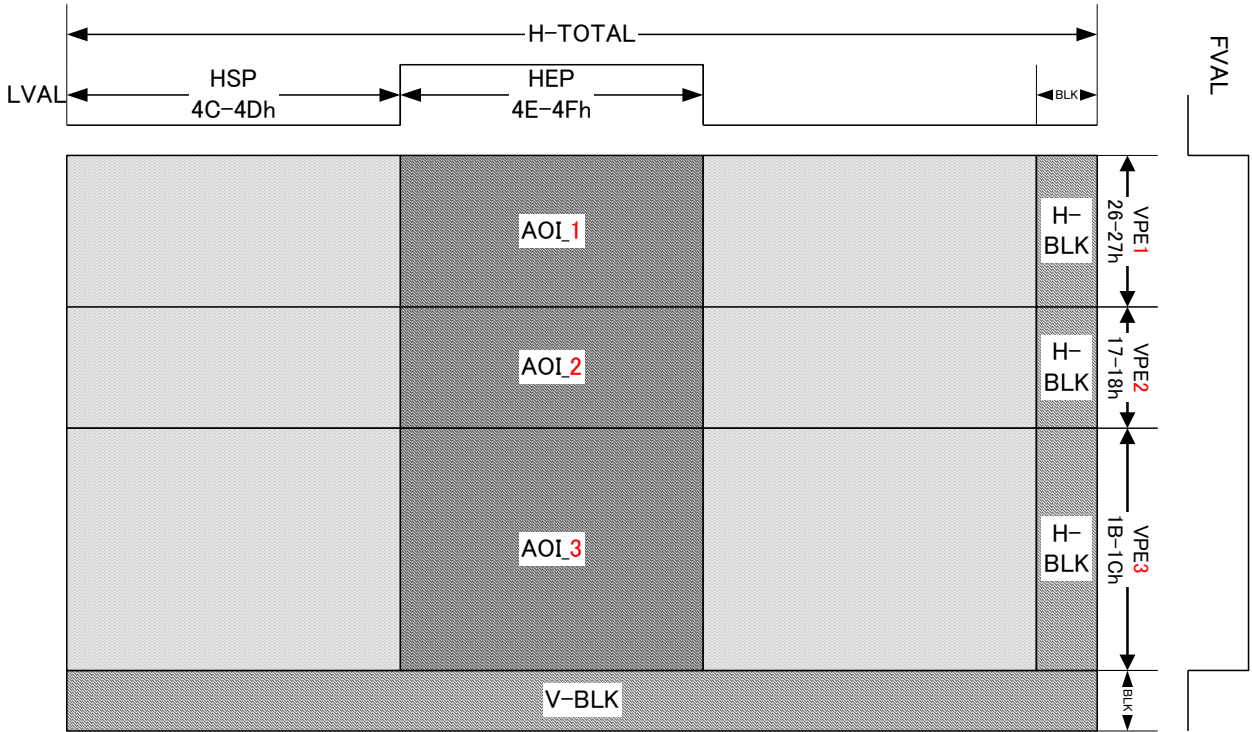 H-TOTAL
FVAL
LVAL
HSP
4C-4Dh
HEP
4E-4Fh
BLK
AOI_1
H-
BLK
VPE1
26-27h
AOI_2
H-
BLK
VPE2
17-18h
AOI_3
H-
BLK
VPE3
1B-1Ch
V-BLK
BLK